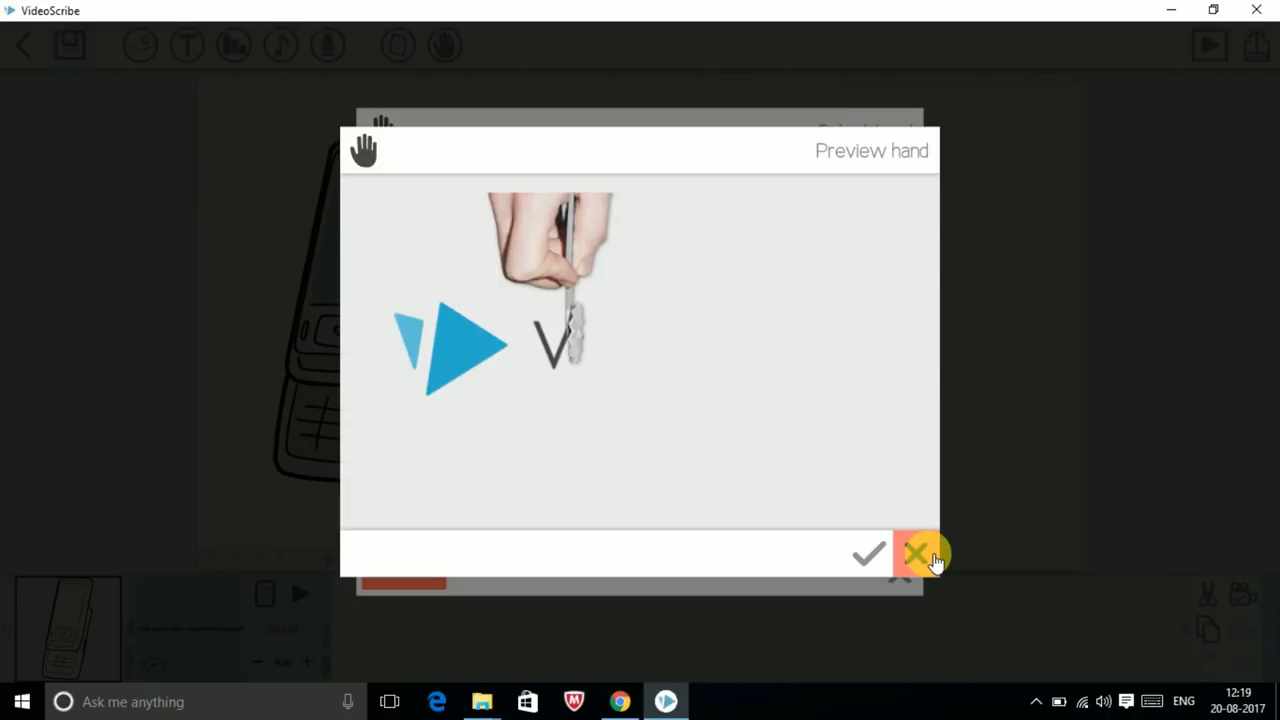 VideoScribe
Preview hand
V
Ask me anything
ENG
12:19
20-08-2017